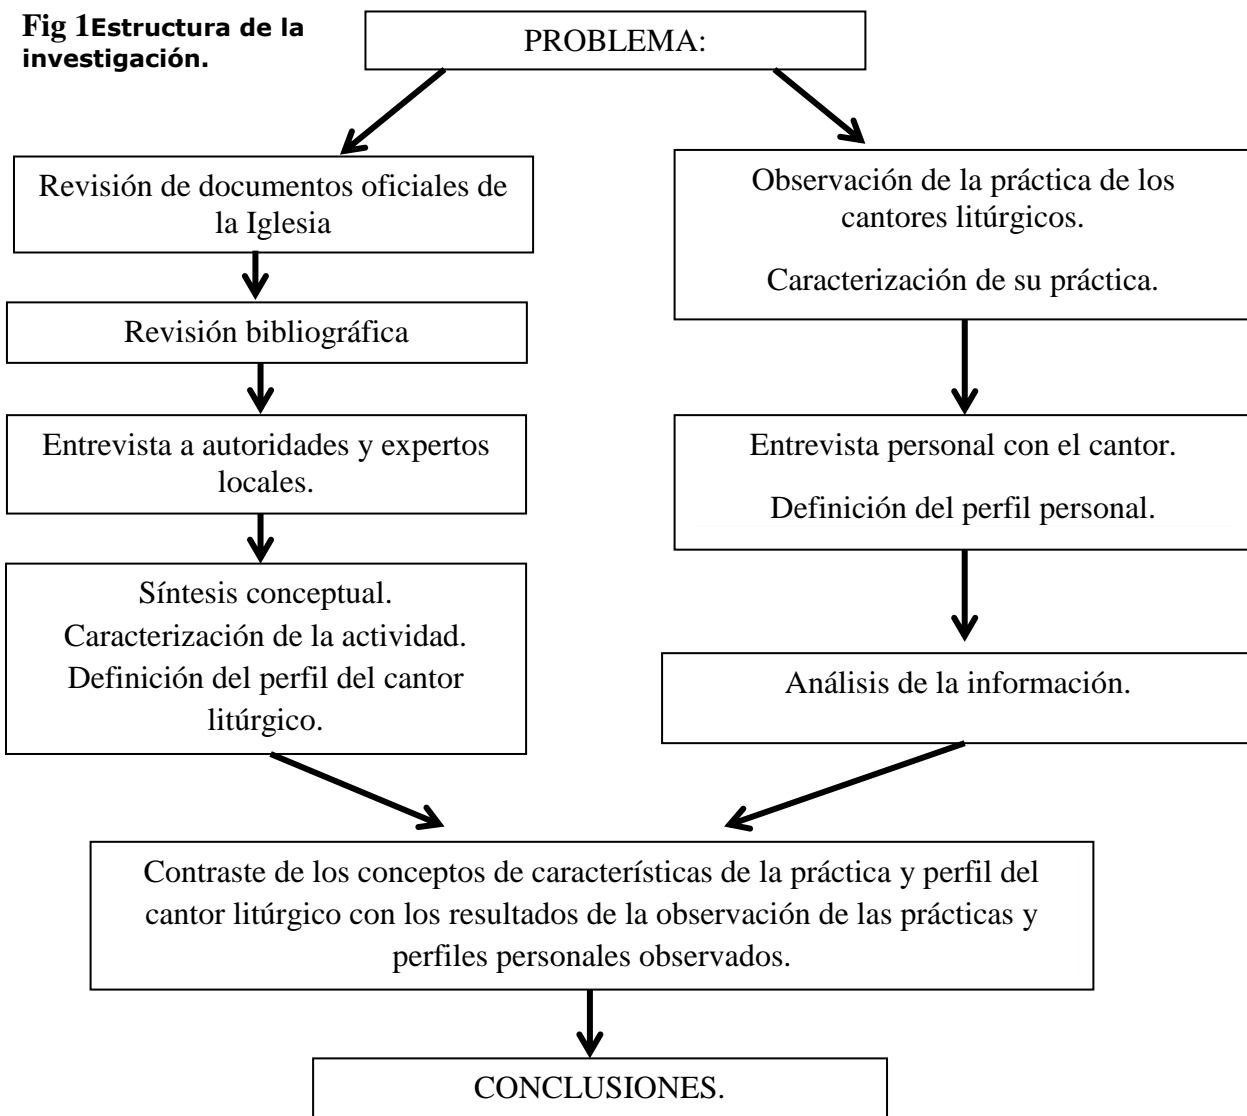 Fig 1Estructura de la
investigación.
PROBLEMA:
Revisión de documentos oficiales de
la Iglesia
Revisión bibliográfica
Entrevista a autoridades y expertos
locales.
Síntesis conceptual.
Caracterización de la actividad.
Definición del perfil del cantor
litúrgico.
Observación de la práctica de los
cantores litúrgicos.
Caracterización de su práctica.
Entrevista personal con el cantor.
Definición del perfil personal.
Análisis de la información.
Contraste de los conceptos de características de la práctica y perfil del
cantor litúrgico con los resultados de la observación de las prácticas y
perfiles personales observados.
CONCLUSIONES.